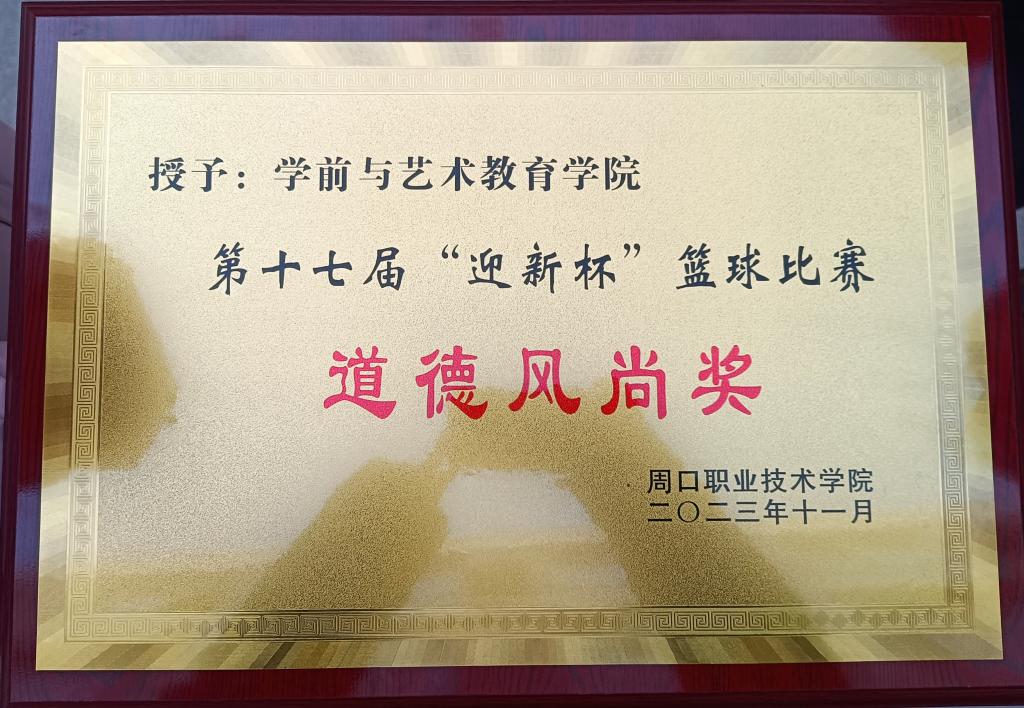 授予：学前与艺术教育学院
第十七届“迎新杯”篮球比赛
道德风尚奖
周口职业技术学院
二〇二三年十一月